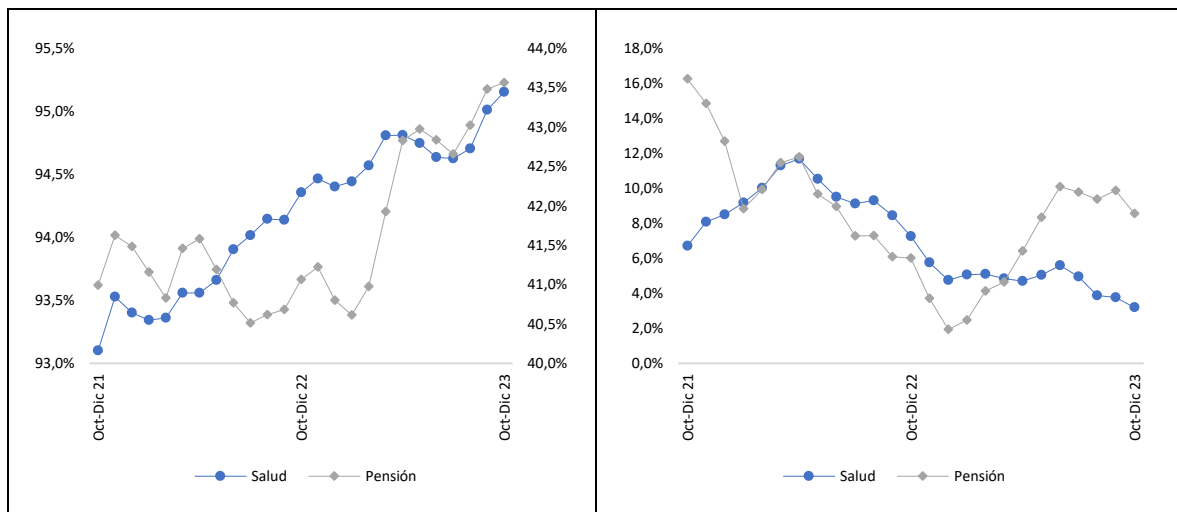 95,5%
95,0%
94,5%
94,0%
93,5%
93,0%
44,0%
43,5%
43,0%
42,5%
42,0%
41,5%
41,0%
40,5%
40,0%
Oct-Dic 21
Oct-Dic 22
Oct-Dic 23
Salud
Pensión
18,0%
16,0%
14,0%
12,0%
10,0%
8,0%
6,0%
4,0%
2,0%
0,0%
Oct-Dic 21
Oct-Dic 22
Oct-Dic 23
Salud
Pensión